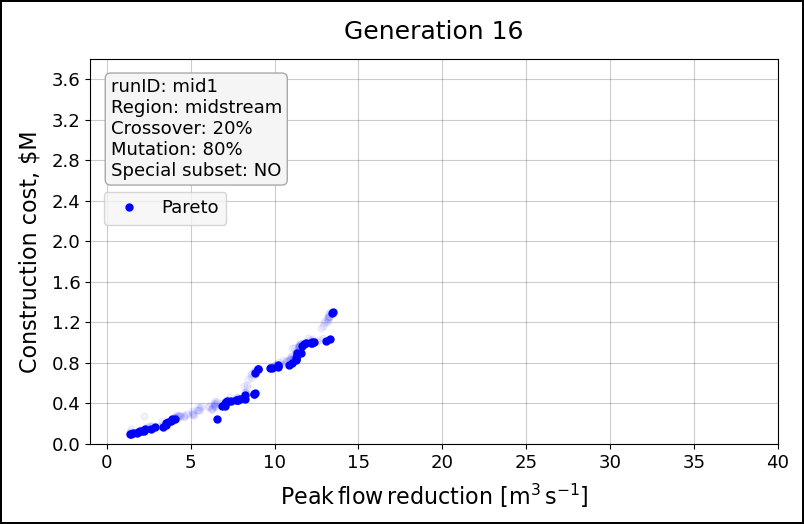 Generation 16
runID: mid1
Region: midstream
Crossover: 20%
Mutation: 80%
Special subset: NO
Pareto
Construction cost, $M
3.6
3.2
2.8
2.4
2.0
1.6
1.2
0.8
0.4
0.0
0 5 10 15 20 25 30 35 40
Peak flow reduction [m³ s⁻¹]